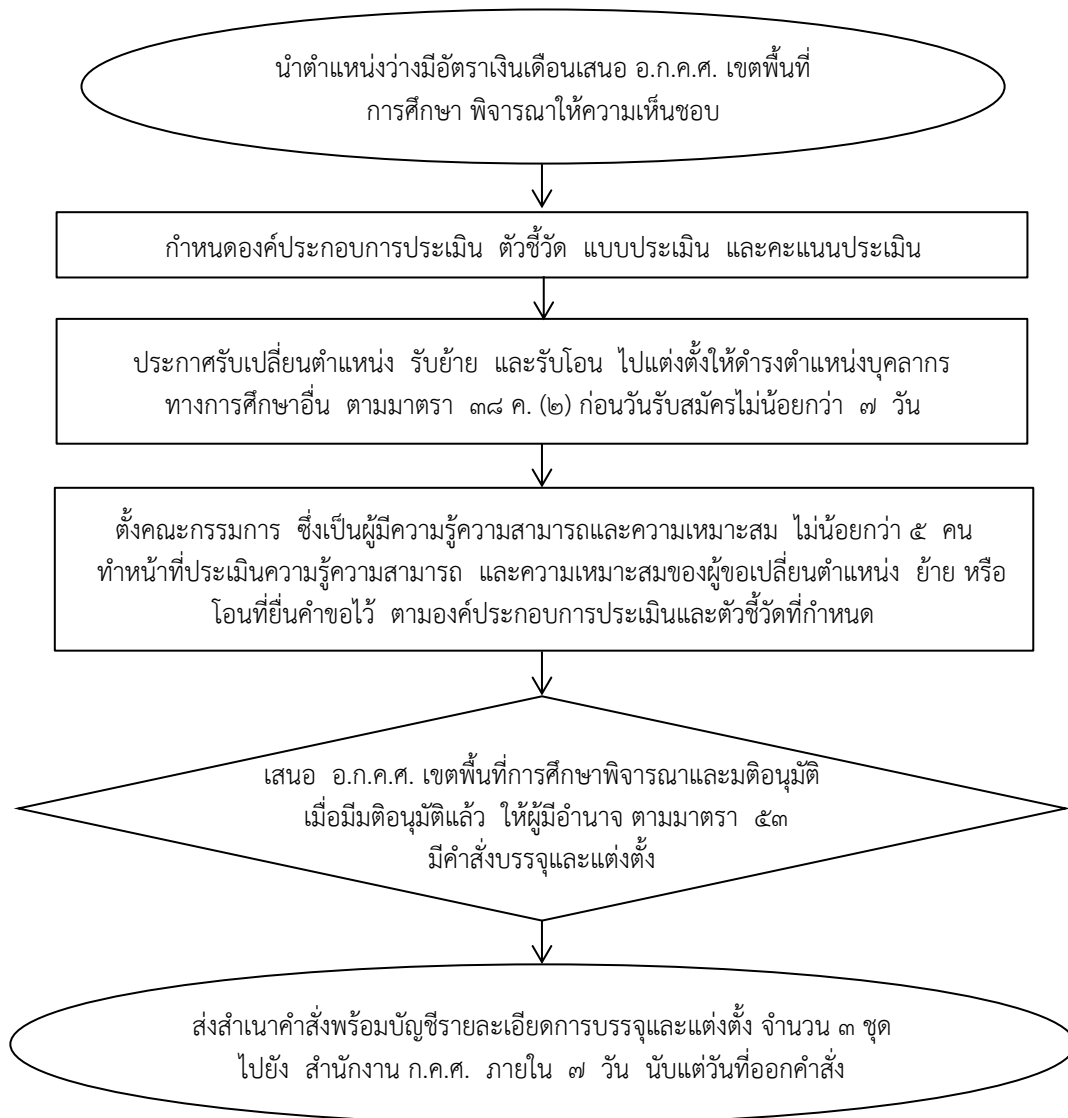 นำตำแหน่งว่างมีอัตราเงินเดือนเสนอ อ.ก.ค.ศ. เขตพื้นที่
การศึกษา พิจารณาให้ความเห็นชอบ
กำหนดองค์ประกอบการประเมิน ตัวชี้วัด แบบประเมิน และคะแนนประเมิน
ประกาศรับเปลี่ยนตำแหน่ง รับย้าย และรับโอน ไปแต่งตั้งให้ดำรงตำแหน่งบุคลากร
ทางการศึกษาอื่น ตามมาตรา ๓๘ ค. (๒) ก่อนวันรับสมัครไม่น้อยกว่า ๗ วัน
ตั้งคณะกรรมการ ซึ่งเป็นผู้มีความรู้ความสามารถและความเหมาะสม ไม่น้อยกว่า ๕ คน
ทำหน้าที่ประเมินความรู้ความสามารถ และความเหมาะสมของผู้ขอเปลี่ยนตำแหน่ง ย้าย หรือ
โอนที่ยื่นคำขอไว้ ตามองค์ประกอบการประเมินและตัวชี้วัดที่กำหนด
เสนอ อ.ก.ค.ศ. เขตพื้นที่การศึกษาพิจารณาและมติอนุมัติ
เมื่อมีมติอนุมัติแล้ว ให้ผู้มีอำนาจ ตามมาตรา ๕๓
มีคำสั่งบรรจุและแต่งตั้ง
ส่งสำเนาคำสั่งพร้อมบัญชีรายละเอียดการบรรจุและแต่งตั้ง จำนวน ๓ ชุด
ไปยัง สำนักงาน ก.ค.ศ. ภายใน ๗ วัน นับแต่วันที่ออกคำสั่ง